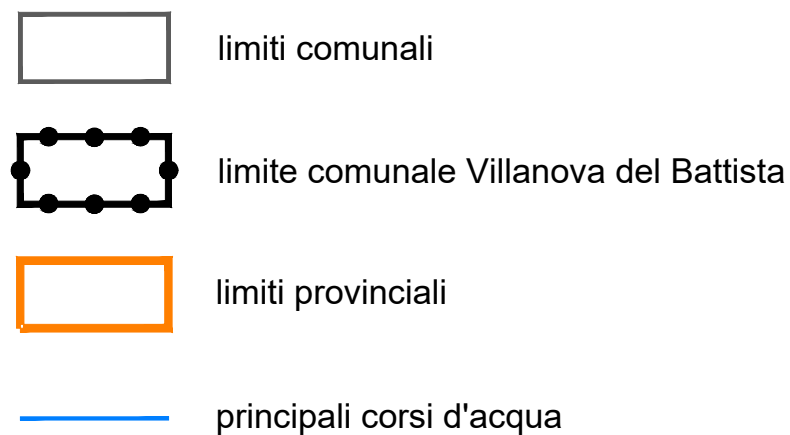 limiti comunali
limite comunale Villanova del Battista
limiti provinciali
principali corsi d'acqua